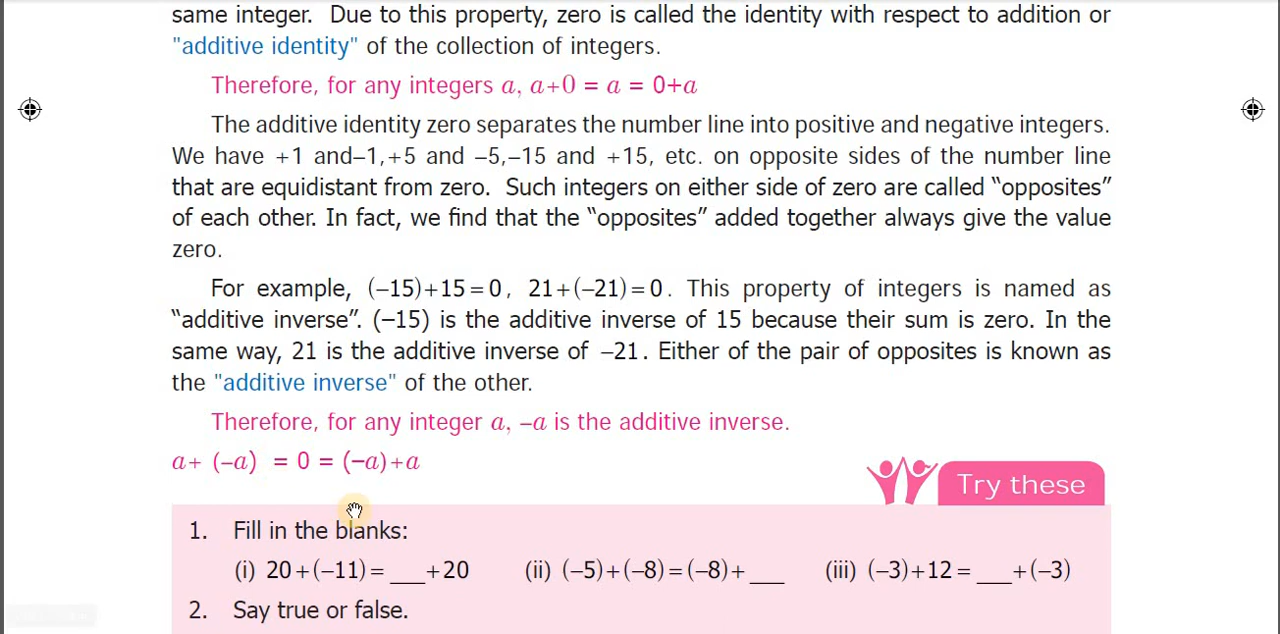 same integer. Due to this property, zero is called the identity with respect to addition or
"additive identity" of the collection of integers.
Therefore, for any integers a, a+0 = a = 0+a
The additive identity zero separates the number line into positive and negative integers.
We have +1 and–1,+5 and –5,–15 and +15, etc. on opposite sides of the number line
that are equidistant from zero. Such integers on either side of zero are called “opposites”
of each other. In fact, we find that the “opposites” added together always give the value
zero.
For example, (–15)+15=0, 21+(–21)=0. This property of integers is named as
“additive inverse”. (–15) is the additive inverse of 15 because their sum is zero. In the
same way, 21 is the additive inverse of –21. Either of the pair of opposites is known as
the "additive inverse" of the other.
Therefore, for any integer a, –a is the additive inverse.
a+ (–a) = 0 = (–a)+a
Try these
1. Fill in the blanks:
(i) 20+(–11)= ___+20 (ii) (–5)+(–8)=(–8)+ ___ (iii) (–3)+12= ___+(–3)
2. Say true or false.